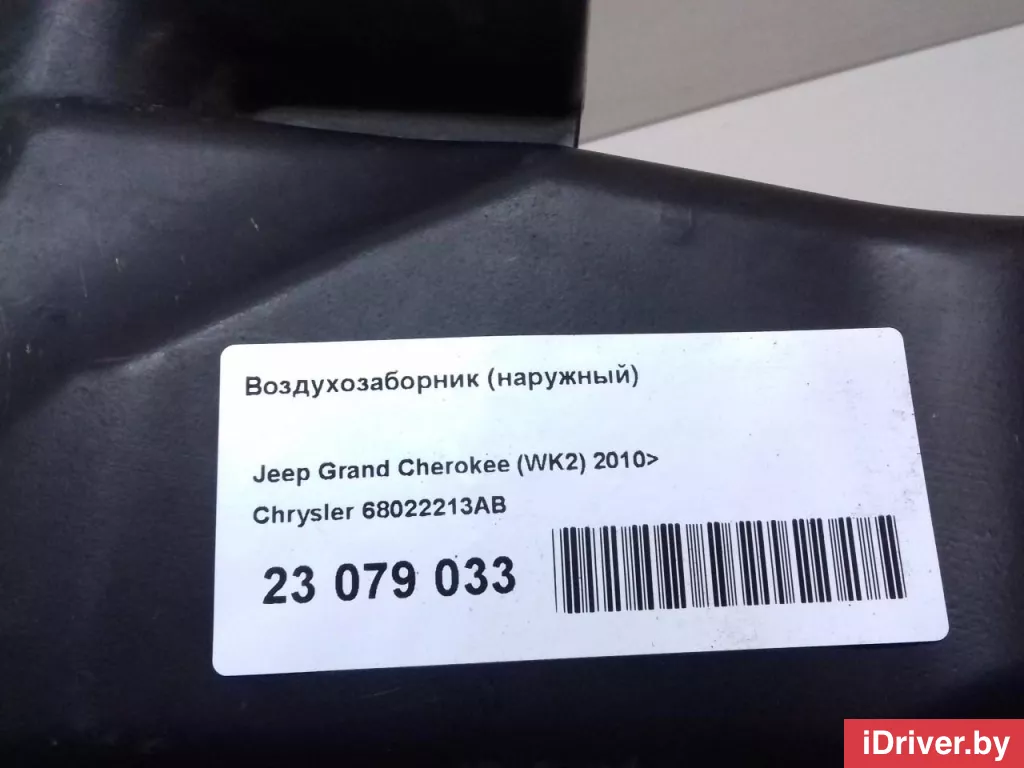 Воздухозаборник (наружный)
Jeep Grand Cherokee (WK2) 2010>
Chrysler 68022213AB
23 079 033
iDriver.by